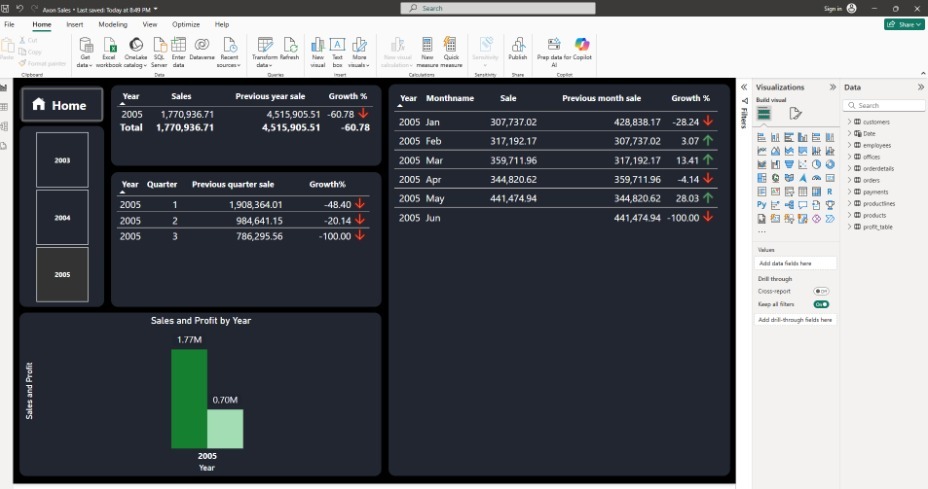 Axon Sales • Last saved: Today at 8:49 PM
Search
Sign in
File Home Insert Modeling View Optimize Help
Share
Paste
Cut
Copy
Format painter
Get data
Excel workbook
OneLake catalog
SQL Server
Enter data
Dataverse
Recent sources
Transform data
Refresh
New visual
Text box
More visuals
New visual calculation
New measure
Quick measure
Sensitivity
Publish
Prep data for AI
Copilot
Clipboard Data Queries Insert Calculations Sensitivity Share Copilot
Home
2003
2004
2005
Year Sales Previous year sale Growth %
2005 1,770,936.71 4,515,905.51 -60.78
Total 1,770,936.71 4,515,905.51 -60.78
Year Quarter Previous quarter sale Growth%
2005 1 1,908,364.01 -48.40
2005 2 984,641.15 -20.14
2005 3 786,295.56 -100.00
Sales and Profit by Year
1.77M
0.70M
Sales and Profit
2005
Year
Year Monthname Sale Previous month sale Growth %
2005 Jan 307,737.02 428,838.17 -28.24
2005 Feb 317,192.17 307,737.02 3.07
2005 Mar 359,711.96 317,192.17 13.41
2005 Apr 344,820.62 359,711.96 -4.14
2005 May 441,474.94 344,820.62 28.03
2005 Jun 441,474.94 -100.00
Filters
Visualizations
Build visual
Values
Add data fields here
Drill through
Cross-report
Off
Keep all filters
On
Add drill-through fields here
Data
Search
customers
Date
employees
offices
orderdetails
orders
payments
productlines
products
profit_table